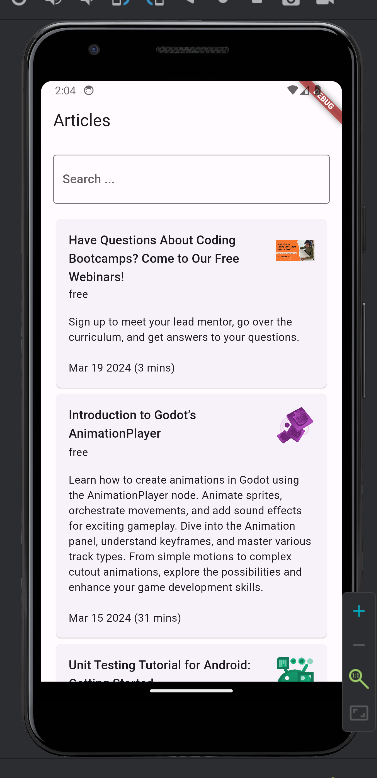 2:04
DEBUG
Articles
Search ...
Have Questions About Coding
Bootcamps? Come to Our Free
Webinars!
free
Sign up to meet your lead mentor, go over the
curriculum, and get answers to your questions.
Mar 19 2024 (3 mins)
Introduction to Godot’s
AnimationPlayer
free
Learn how to create animations in Godot using
the AnimationPlayer node. Animate sprites,
orchestrate movements, and add sound effects
for exciting gameplay. Dive into the Animation
panel, understand keyframes, and master various
track types. From simple motions to complex
cutout animations, explore the possibilities and
enhance your game development skills.
Mar 15 2024 (31 mins)
Unit Testing Tutorial for Android:
Getting Started